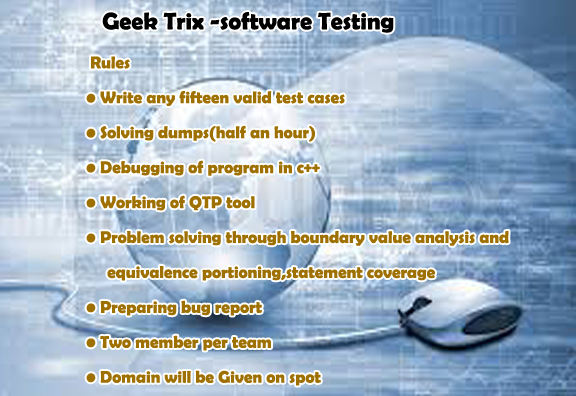 Geek Trix -software Testing
Rules
● Write any fifteen valid test cases
● Solving dumps(half an hour)
● Debugging of program in c++
● Working of QTP tool
● Problem solving through boundary value analysis and
equivalence portioning,statement coverage
● Preparing bug report
● Two member per team
● Domain will be Given on spot